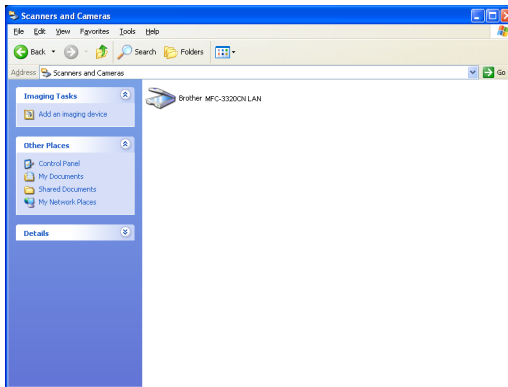 Scanners and Cameras
File Edit View Favorites Tools Help
Back Search Folders
Address Scanners and Cameras Go
Imaging Tasks
Add an imaging device
Other Places
Control Panel
My Documents
Shared Documents
My Network Places
Details
Brother MFC-3320CN LAN